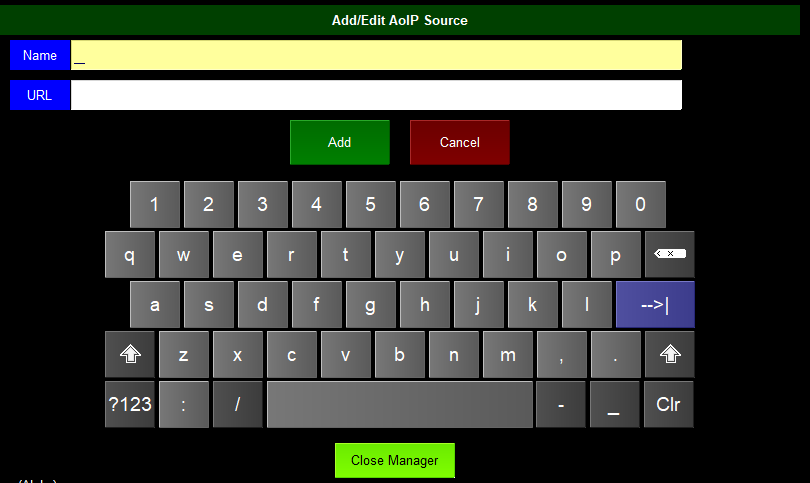 Add/Edit AoIP Source
Name _
URL
Add Cancel
1 2 3 4 5 6 7 8 9 0
q w e r t y u i o p
a s d f g h j k l -->|
z x c v b n m , .
?123 : / - _ Clr
Close Manager